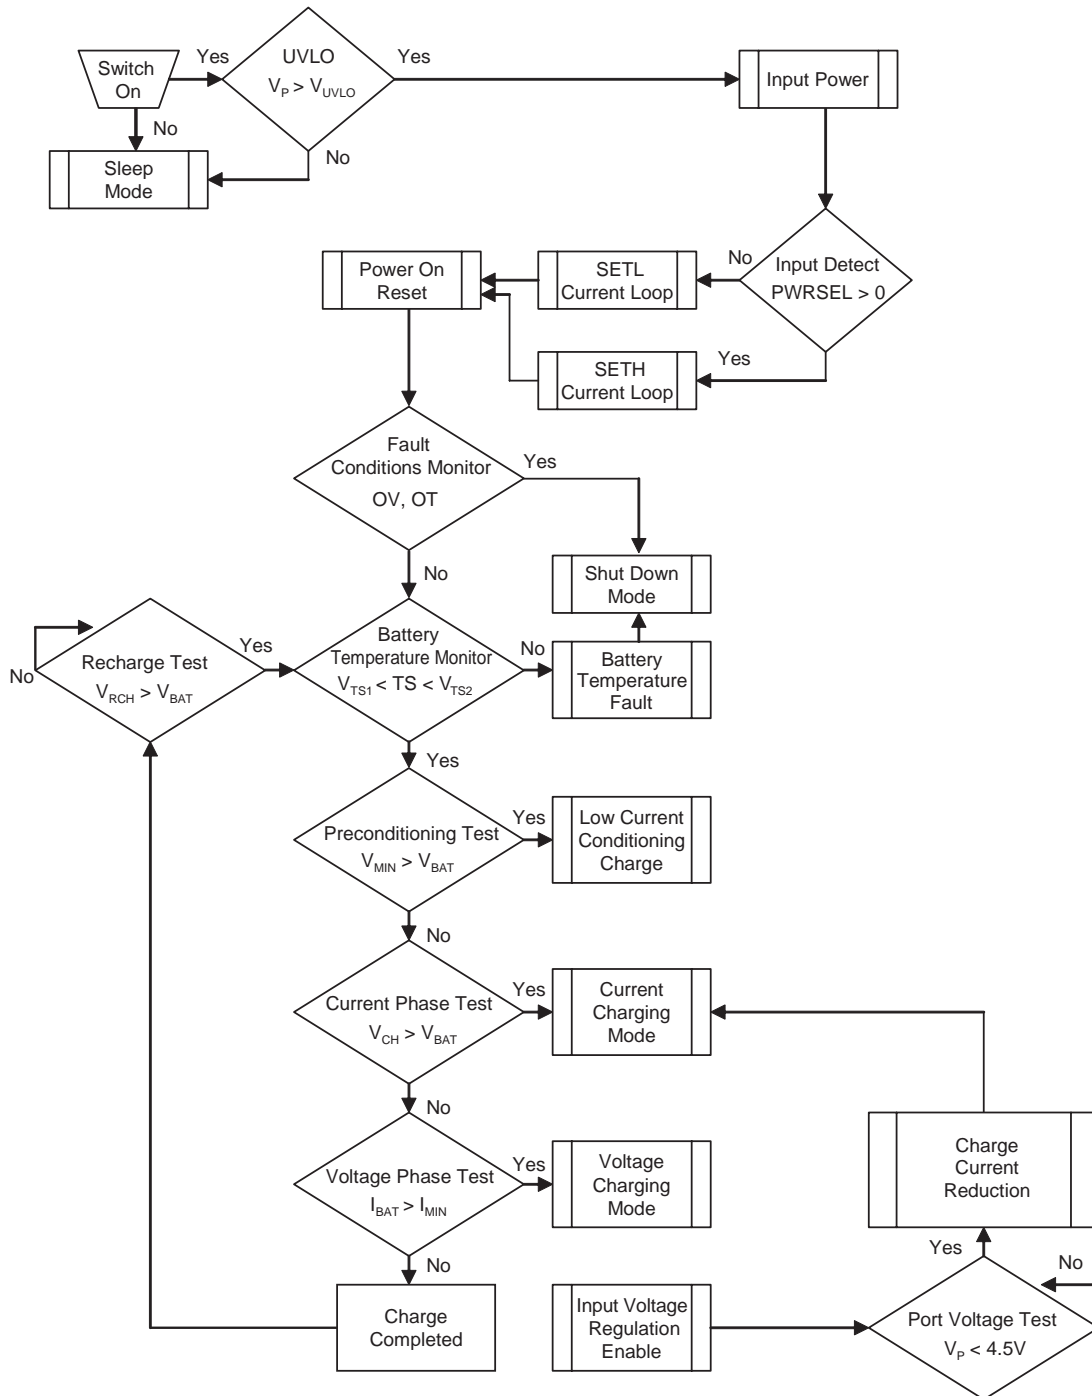 Switch
On
Yes
UVLO
V_P > V_UVLO
Yes
Input Power
No
Sleep
Mode
No
Power On
Reset
SETL
Current Loop
No
Input Detect
PWRSEL > 0
SETH
Current Loop
Yes
Fault
Conditions Monitor
OV, OT
Yes
No
Shut Down
Mode
No
Recharge Test
V_RCH > V_BAT
Yes
Battery
Temperature Monitor
V_TS1 < TS < V_TS2
No
Battery
Temperature
Fault
Yes
Preconditioning Test
V_MIN > V_BAT
Yes
Low Current
Conditioning
Charge
No
Current Phase Test
V_CH > V_BAT
Yes
Current
Charging
Mode
No
Voltage Phase Test
I_BAT > I_MIN
Yes
Voltage
Charging
Mode
Charge
Current
Reduction
No
Yes
No
Charge
Completed
Input Voltage
Regulation
Enable
Port Voltage Test
V_P < 4.5V